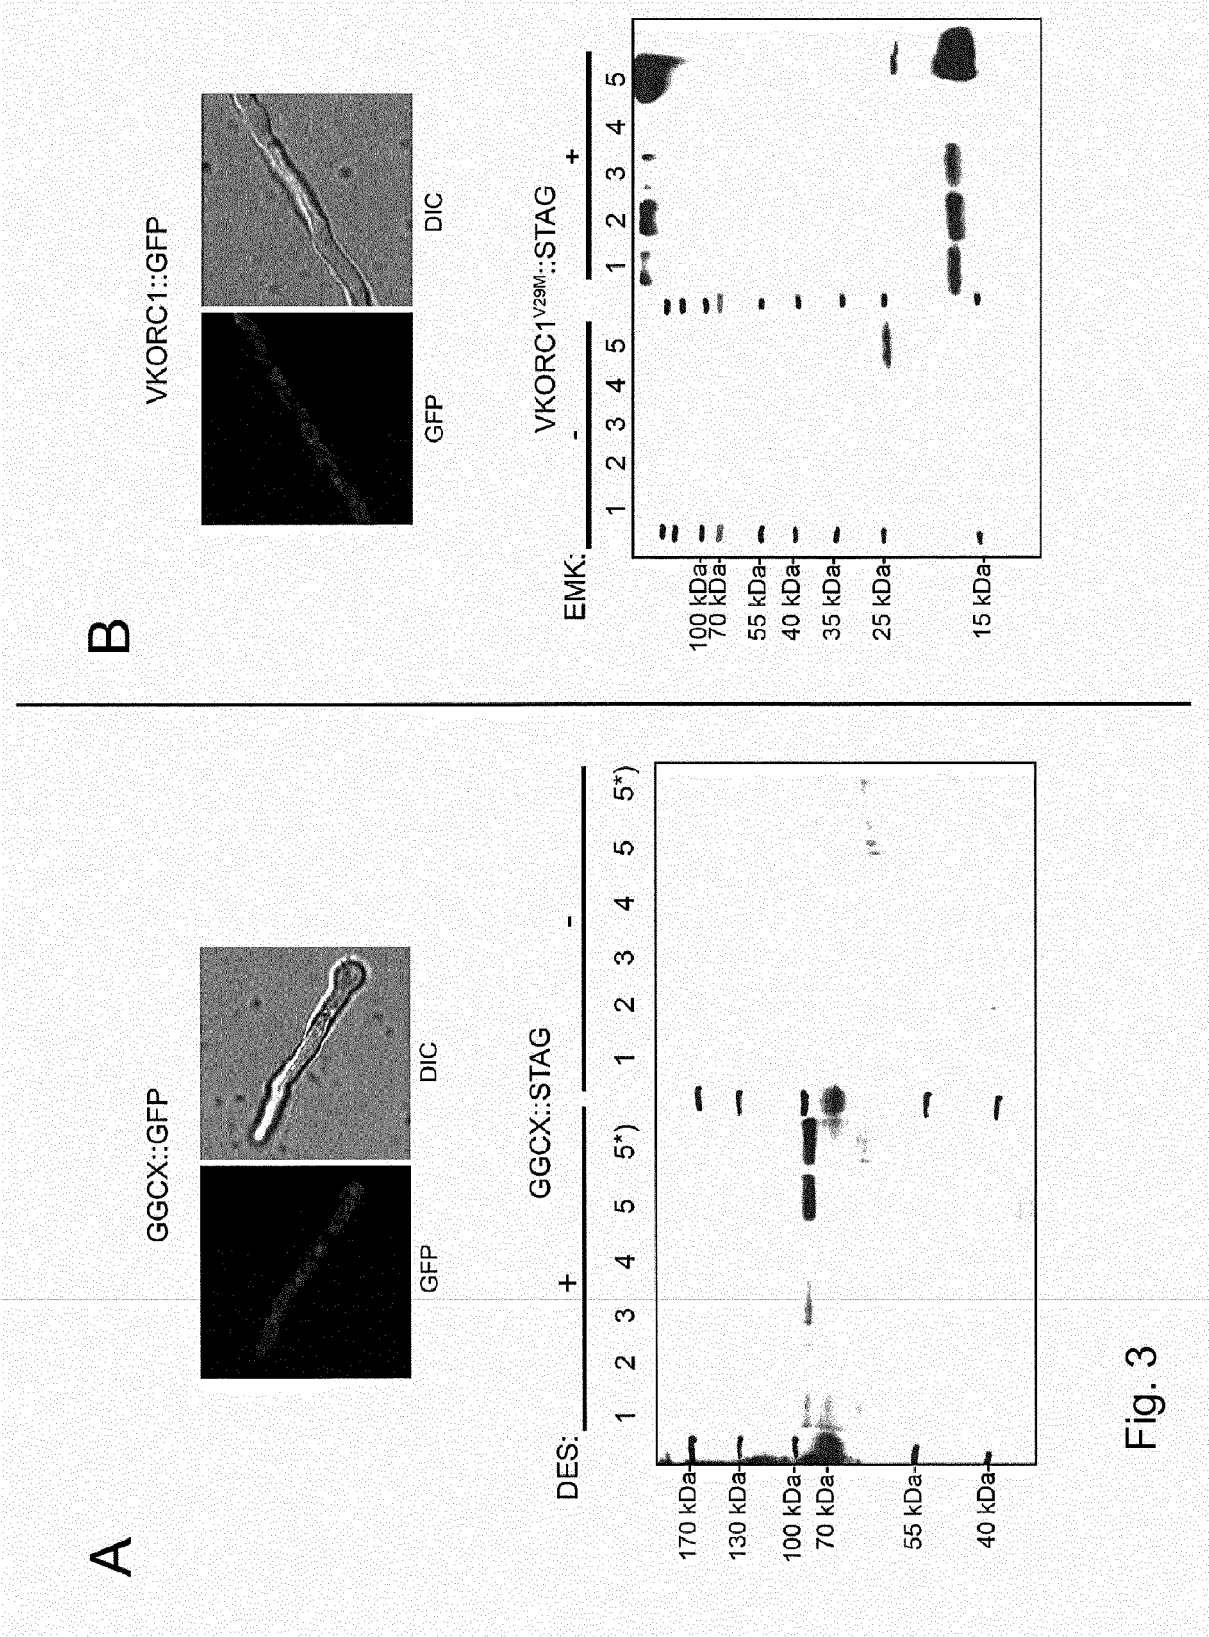 A
GGCX::GFP
GFP
DIC
GGCX::STAG
DES:
+
-
1 2 3 4 5 5*) 1 2 3 4 5 5*)
170 kDa-
130 kDa-
100 kDa-
70 kDa-
55 kDa-
40 kDa-
B
VKORC1::GFP
GFP
DIC
VKORC1V29M::STAG
EMK:
-
+
1 2 3 4 5 1 2 3 4 5
100 kDa-
70 kDa-
55 kDa-
40 kDa-
35 kDa-
25 kDa-
15 kDa-
Fig. 3